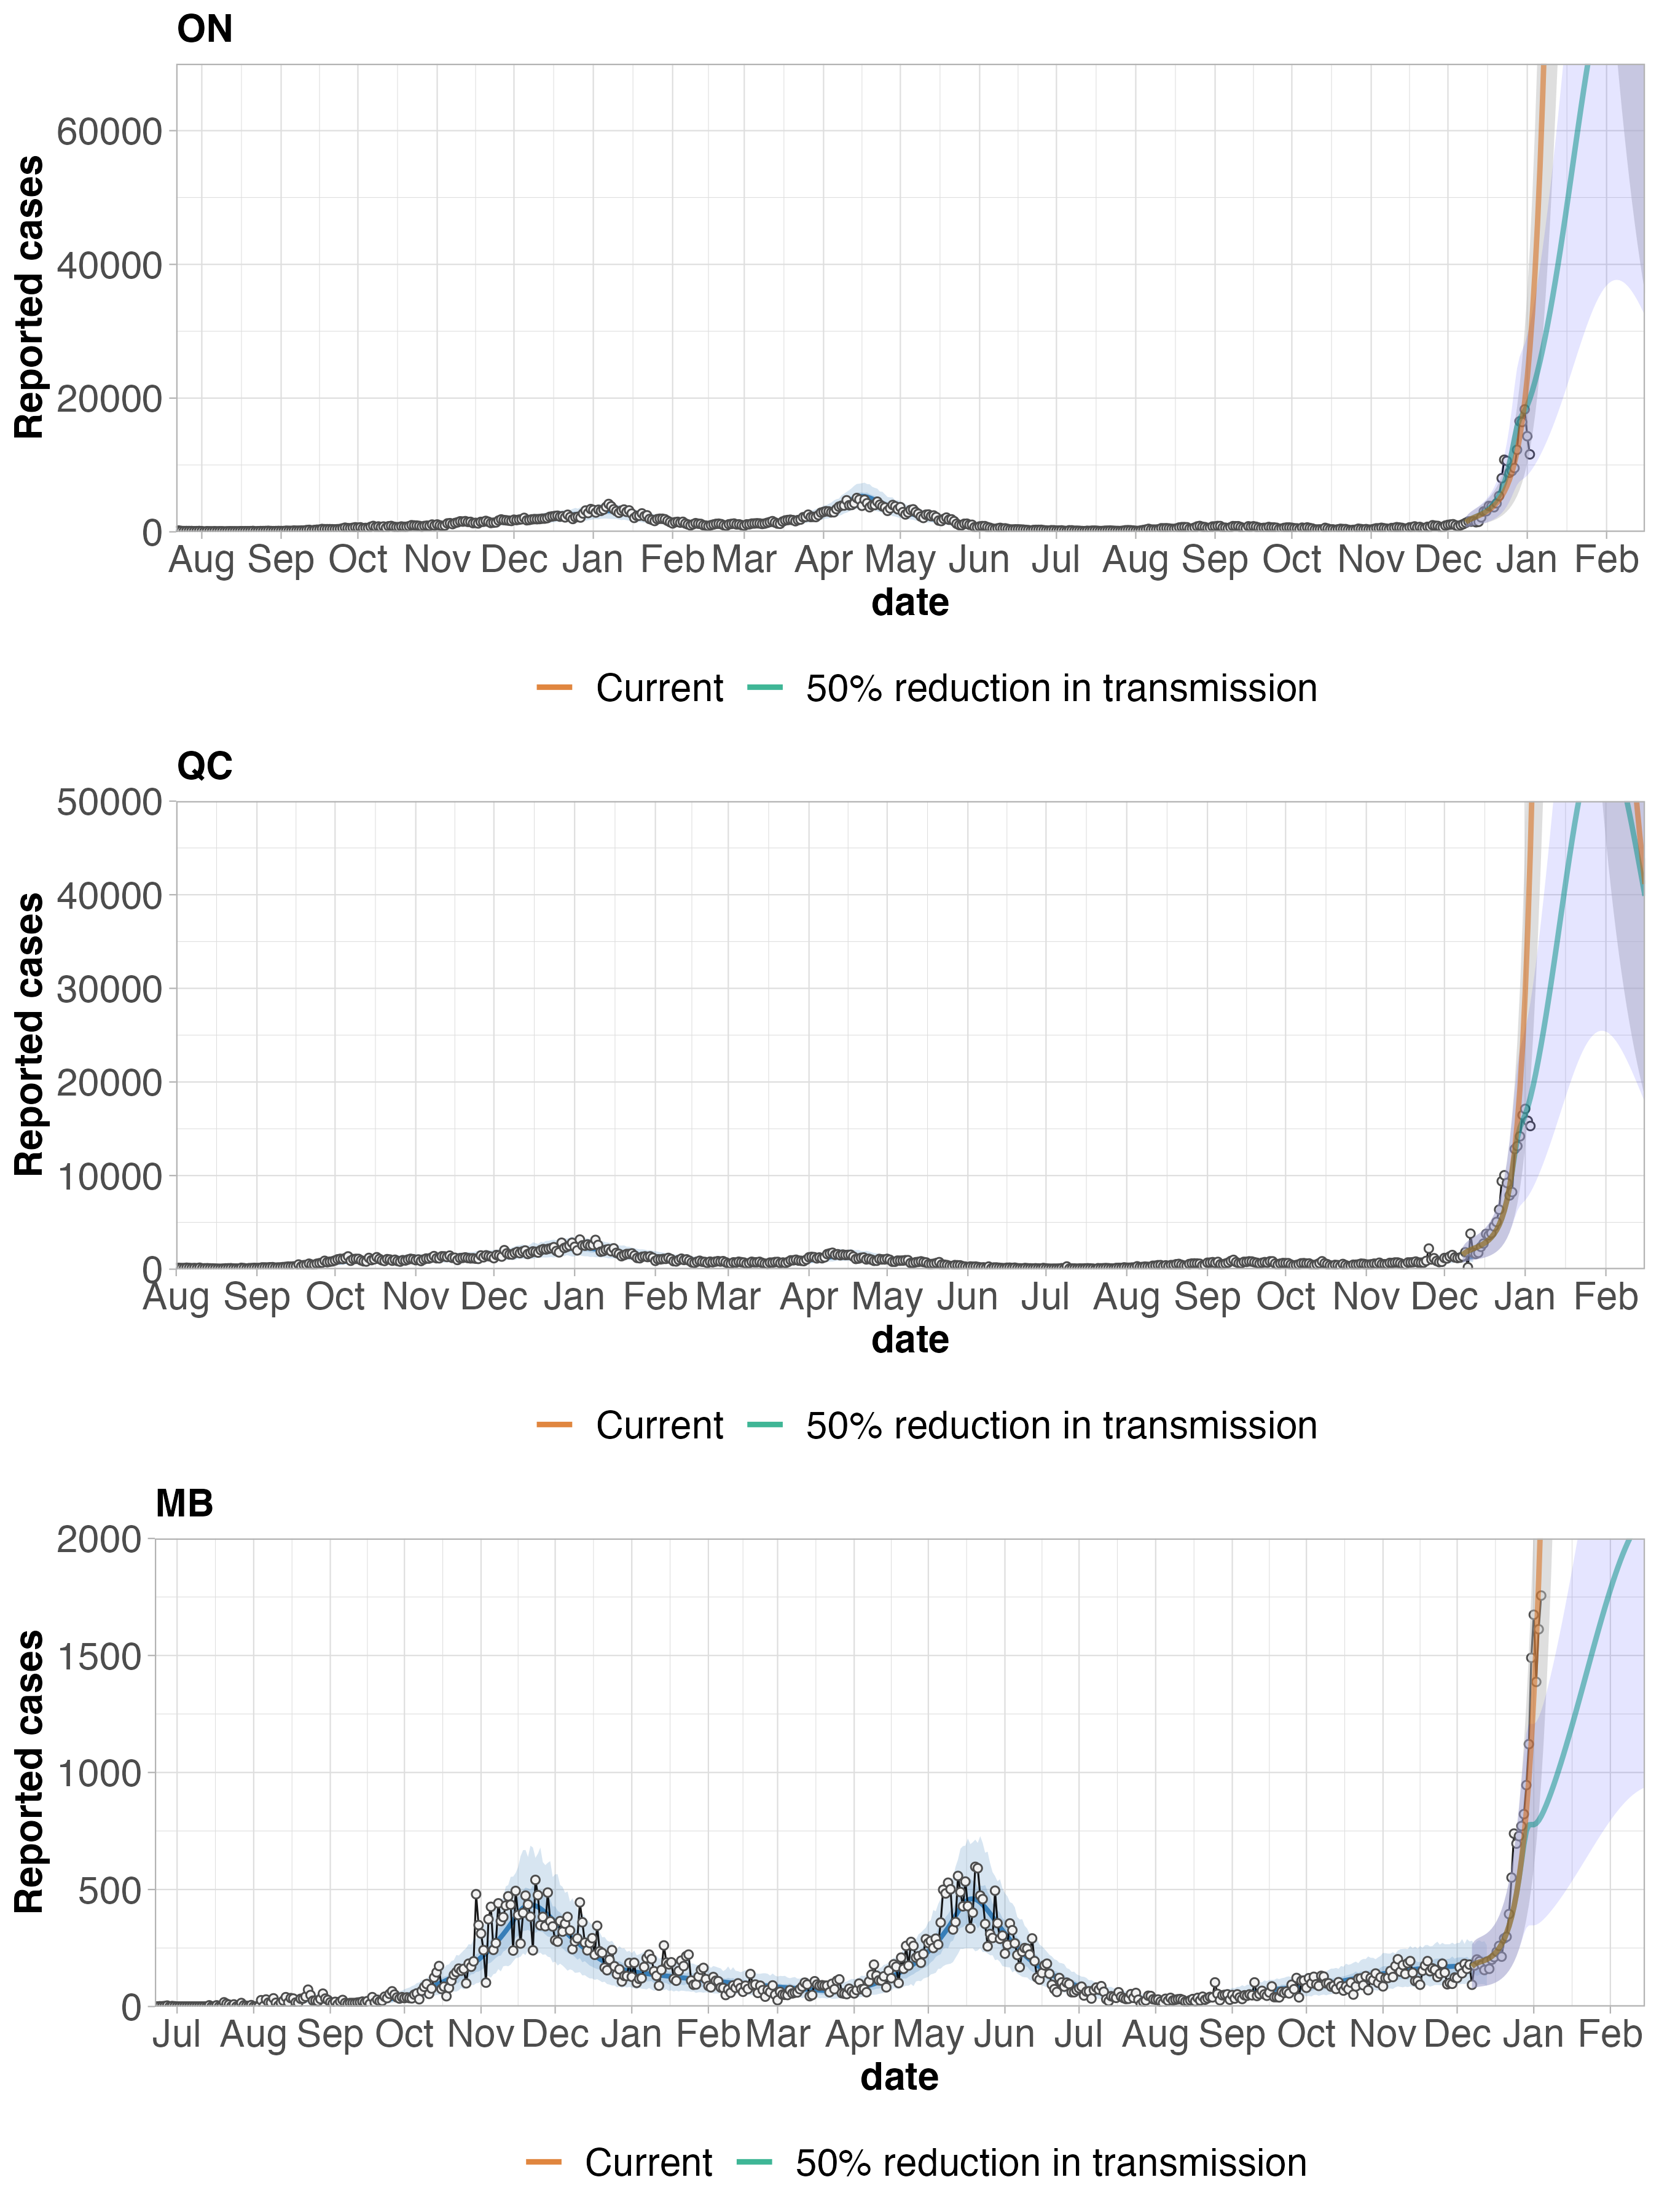 ON
Reported cases
60000
40000
20000
0
Aug Sep Oct Nov Dec Jan Feb Mar Apr May Jun Jul Aug Sep Oct Nov Dec Jan Feb
date
Current 50% reduction in transmission
QC
Reported cases
50000
40000
30000
20000
10000
0
Aug Sep Oct Nov Dec Jan Feb Mar Apr May Jun Jul Aug Sep Oct Nov Dec Jan Feb
date
Current 50% reduction in transmission
MB
Reported cases
2000
1500
1000
500
0
Jul Aug Sep Oct Nov Dec Jan Feb Mar Apr May Jun Jul Aug Sep Oct Nov Dec Jan Feb
date
Current 50% reduction in transmission